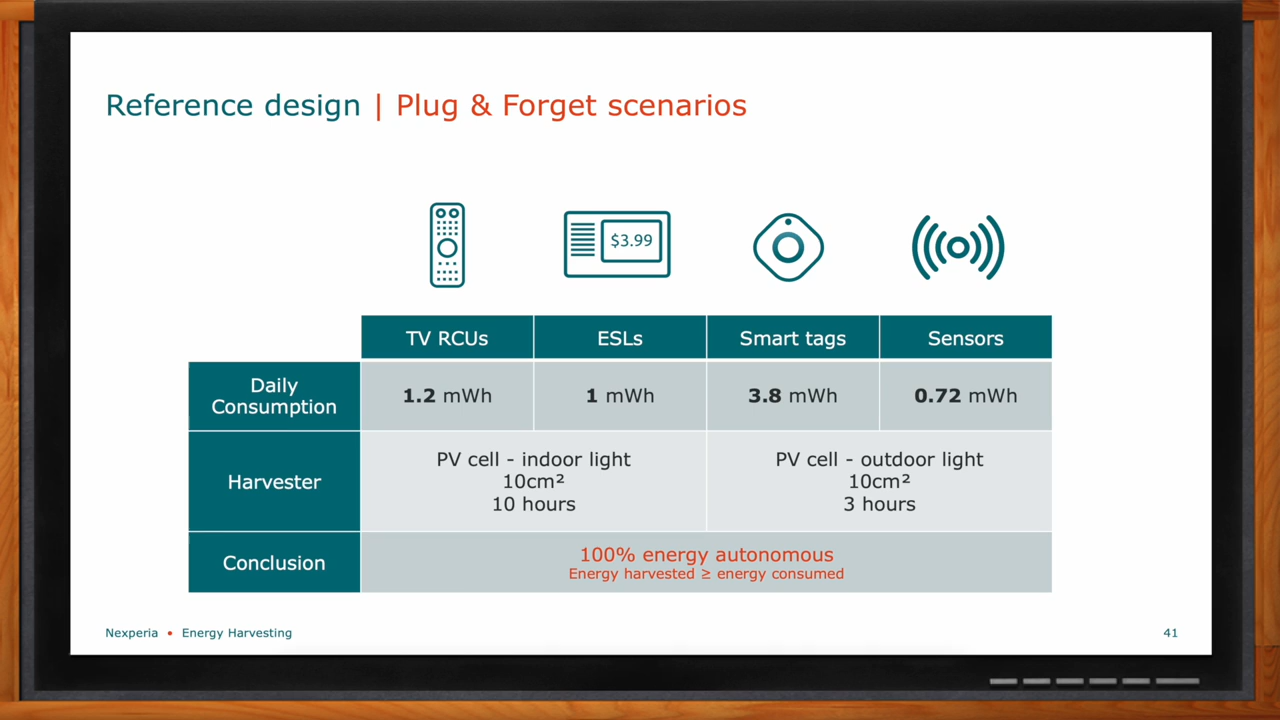 Reference design | Plug & Forget scenarios
$3.99
TV RCUs
ESLs
Smart tags
Sensors
Daily
Consumption
1.2 mWh
1 mWh
3.8 mWh
0.72 mWh
Harvester
PV cell - indoor light
10cm²
10 hours
PV cell - outdoor light
10cm²
3 hours
Conclusion
100% energy autonomous
Energy harvested ≥ energy consumed
Nexperia • Energy Harvesting
41